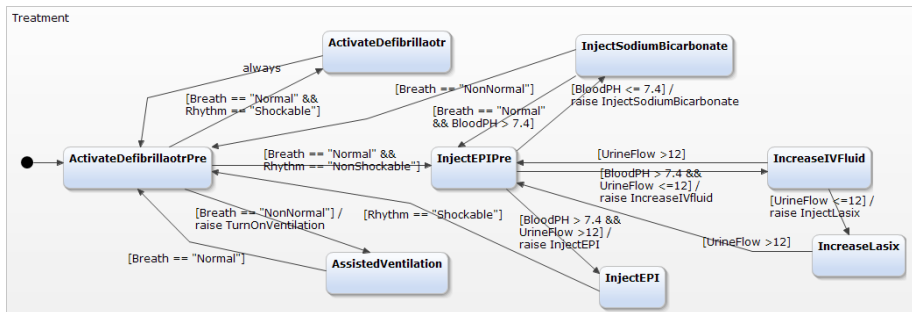 Treatment
ActivateDefibrillaotr
InjectSodiumBicarbonate
always
[Breath == "NonNormal"]
[BloodPH <= 7.4] /
raise InjectSodiumBicarbonate
[Breath == "Normal" &&
Rhythm == "Shockable"]
[Breath == "Normal"
&& BloodPH > 7.4]
ActivateDefibrillaotrPre
[Breath == "Normal" &&
Rhythm == "NonShockable"]
InjectEPIPre
[UrineFlow >12]
IncreaseIVFluid
[BloodPH > 7.4 &&
UrineFlow <=12] /
raise IncreaseIVfluid
[UrineFlow <=12] /
raise InjectLasix
[Breath == "NonNormal"] /
raise TurnOnVentilation
[Rhythm == "Shockable"]
[BloodPH > 7.4 &&
UrineFlow >12] /
raise InjectEPI
[UrineFlow >12]
IncreaseLasix
[Breath == "Normal"]
AssistedVentilation
InjectEPI